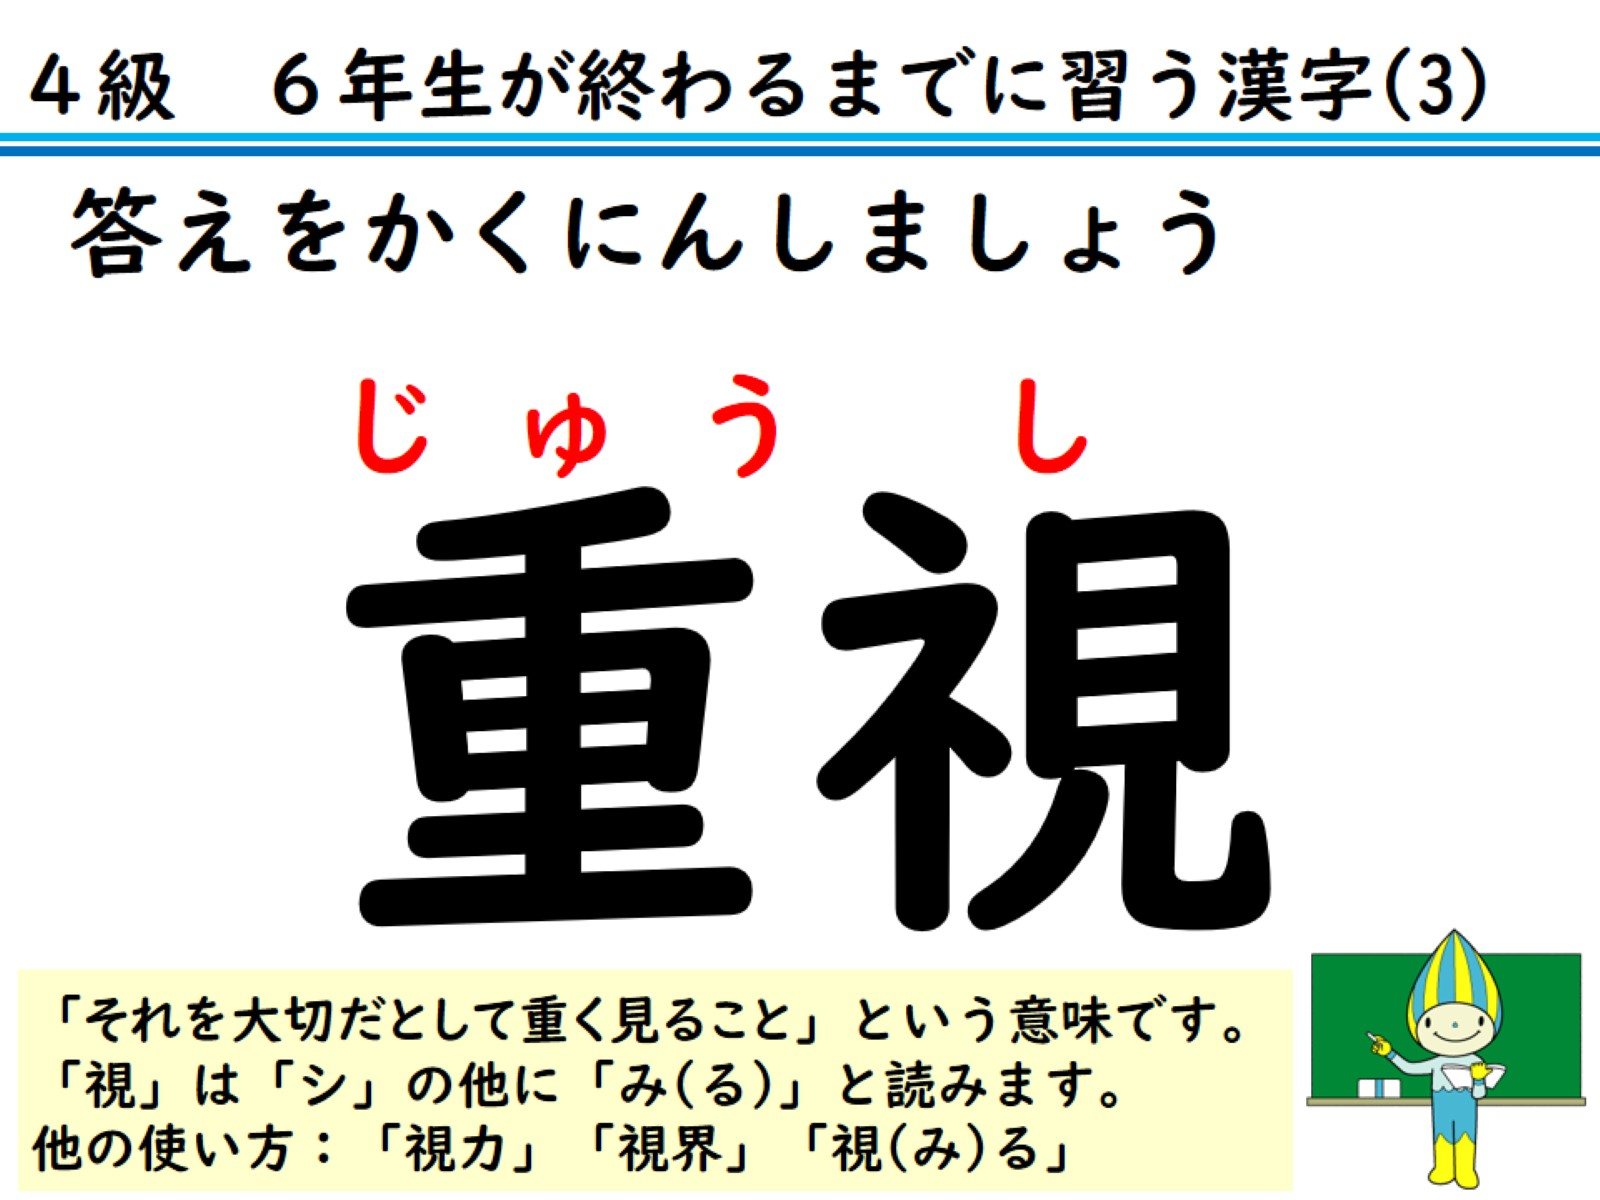 ４級　６年生が終わるまでに習う漢字(3)
答えをかくにんしましょう
じゅう　し
重視
「それを大切だとして重く見ること」という意味です。
「視」は「シ」の他に「み(る)」と読みます。
他の使い方：「視力」「視界」「視(み)る」